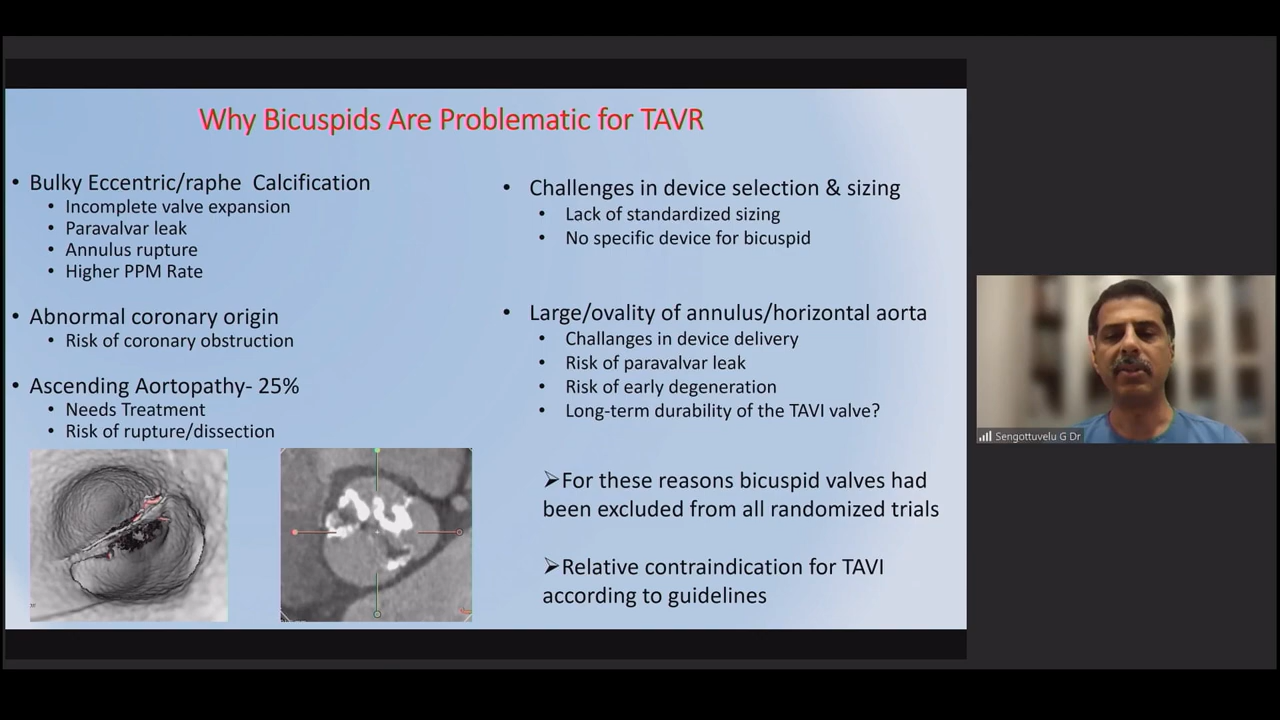 Why Bicuspids Are Problematic for TAVR
• Bulky Eccentric/raphe Calcification
• Incomplete valve expansion
• Paravalvar leak
• Annulus rupture
• Higher PPM Rate
• Abnormal coronary origin
• Risk of coronary obstruction
• Ascending Aortopathy- 25%
• Needs Treatment
• Risk of rupture/dissection
• Challenges in device selection & sizing
• Lack of standardized sizing
• No specific device for bicuspid
• Large/ovality of annulus/horizontal aorta
• Challanges in device delivery
• Risk of paravalvar leak
• Risk of early degeneration
• Long-term durability of the TAVI valve?
➢For these reasons bicuspid valves had
been excluded from all randomized trials
➢Relative contraindication for TAVI
according to guidelines
Sengottuvelu G Dr